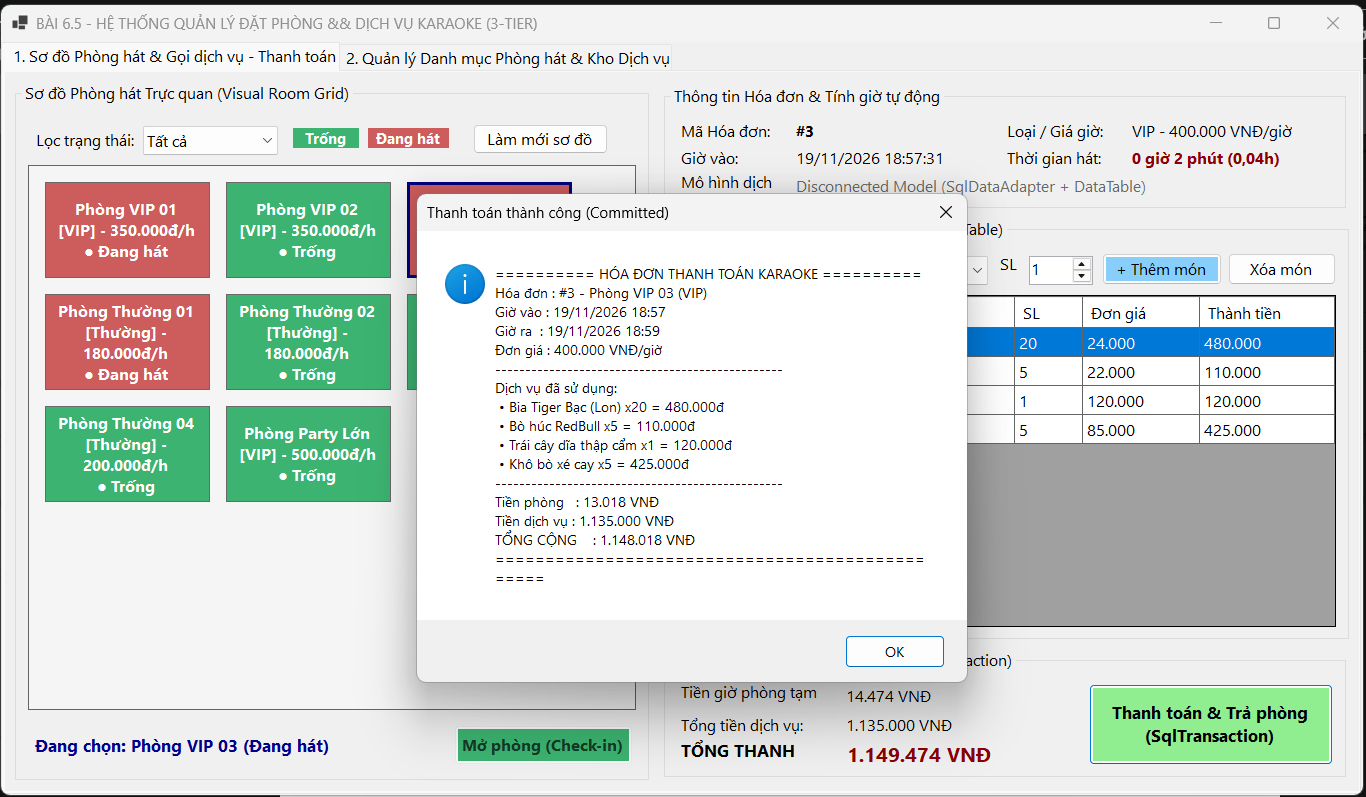 BÀI 6.5 - HỆ THỐNG QUẢN LÝ ĐẶT PHÒNG && DỊCH VỤ KARAOKE (3-TIER)
1. Sơ đồ Phòng hát & Gọi dịch vụ - Thanh toán
2. Quản lý Danh mục Phòng hát & Kho Dịch vụ
Sơ đồ Phòng hát Trực quan (Visual Room Grid)
Lọc trạng thái:
Tất cả
Trống
Đang hát
Làm mới sơ đồ
Phòng VIP 01
[VIP] - 350.000đ/h
● Đang hát
Phòng VIP 02
[VIP] - 350.000đ/h
● Trống
Phòng Thường 01
[Thường] -
180.000đ/h
● Đang hát
Phòng Thường 02
[Thường] -
180.000đ/h
● Trống
Phòng Thường 04
[Thường] -
200.000đ/h
● Trống
Phòng Party Lớn
[VIP] - 500.000đ/h
● Trống
Đang chọn: Phòng VIP 03 (Đang hát)
Mở phòng (Check-in)
Thông tin Hóa đơn & Tính giờ tự động
Mã Hóa đơn:
#3
Loại / Giá giờ:
VIP - 400.000 VNĐ/giờ
Giờ vào:
19/11/2026 18:57:31
Thời gian hát:
0 giờ 2 phút (0,04h)
Mô hình dịch
Disconnected Model (SqlDataAdapter + DataTable)
Table)
SL
1
+ Thêm món
Xóa món
SL
Đơn giá
Thành tiền
20
24.000
480.000
5
22.000
110.000
1
120.000
120.000
5
85.000
425.000
action)
Tiền giờ phòng tạm
14.474 VNĐ
Tổng tiền dịch vụ:
1.135.000 VNĐ
TỔNG THANH
1.149.474 VNĐ
Thanh toán & Trả phòng
(SqlTransaction)
Thanh toán thành công (Committed)
========== HÓA ĐƠN THANH TOÁN KARAOKE ==========
Hóa đơn : #3 - Phòng VIP 03 (VIP)
Giờ vào : 19/11/2026 18:57
Giờ ra : 19/11/2026 18:59
Đơn giá : 400.000 VNĐ/giờ
------------------------------------------------
Dịch vụ đã sử dụng:
• Bia Tiger Bạc (Lon) x20 = 480.000đ
• Bò húc RedBull x5 = 110.000đ
• Trái cây dĩa thập cẩm x1 = 120.000đ
• Khô bò xé cay x5 = 425.000đ
------------------------------------------------
Tiền phòng : 13.018 VNĐ
Tiền dịch vụ : 1.135.000 VNĐ
TỔNG CỘNG : 1.148.018 VNĐ
===========================================
=====
OK